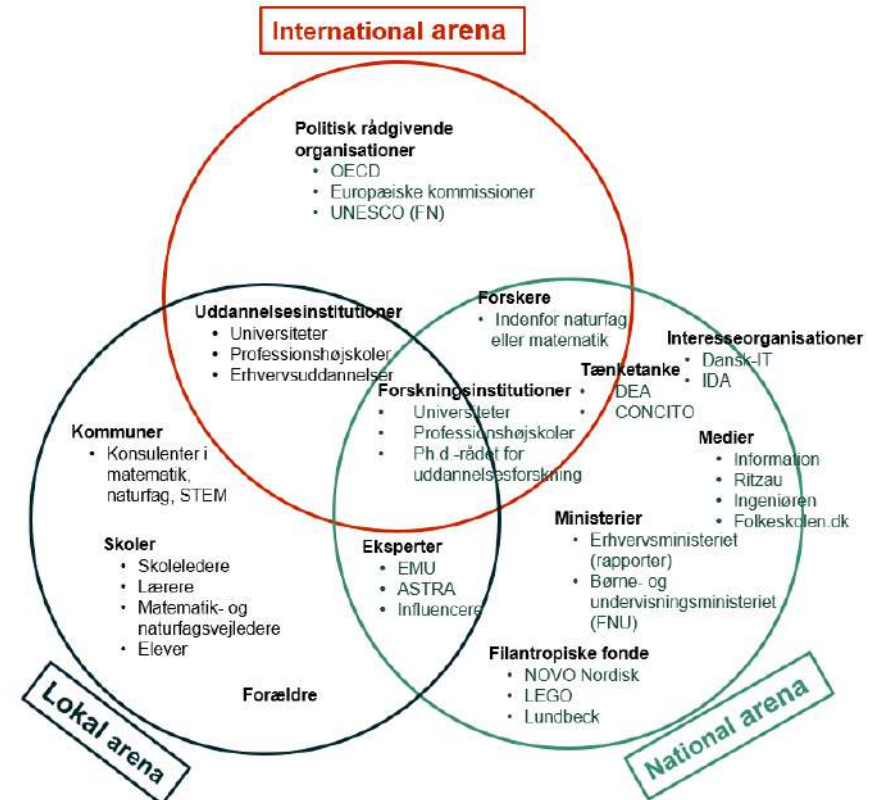 International arena
Politisk rådgivende
organisationer
• OECD
• Europæiske kommissioner
• UNESCO (FN)
Uddannelsesinstitutioner
• Universiteter
• Professionshøjskoler
• Erhvervsuddannelser
Forskere
• Indenfor naturfag
eller matematik
Interesseorganisationer
• Dansk-IT
• IDA
Tænketanke
• DEA
• CONCITO
Forskningsinstitutioner
• Universiteter
• Professionshøjskoler
• Ph.d.-rådet for
uddannelsesforskning
Kommuner
• Konsulenter i
matematik,
naturfag, STEM
Medier
• Information
• Ritzau
• Ingeniøren
• Folkeskolen.dk
Skoler
• Skoleledere
• Lærere
• Matematik- og
naturfagsvejledere
• Elever
Eksperter
• EMU
• ASTRA
• Influencere
Ministerier
• Erhvervsministeriet
(rapporter)
• Børne- og
undervisningsministeriet
(FNU)
Filantropiske fonde
• NOVO Nordisk
• LEGO
• Lundbeck
Forældre
Lokal arena
National arena